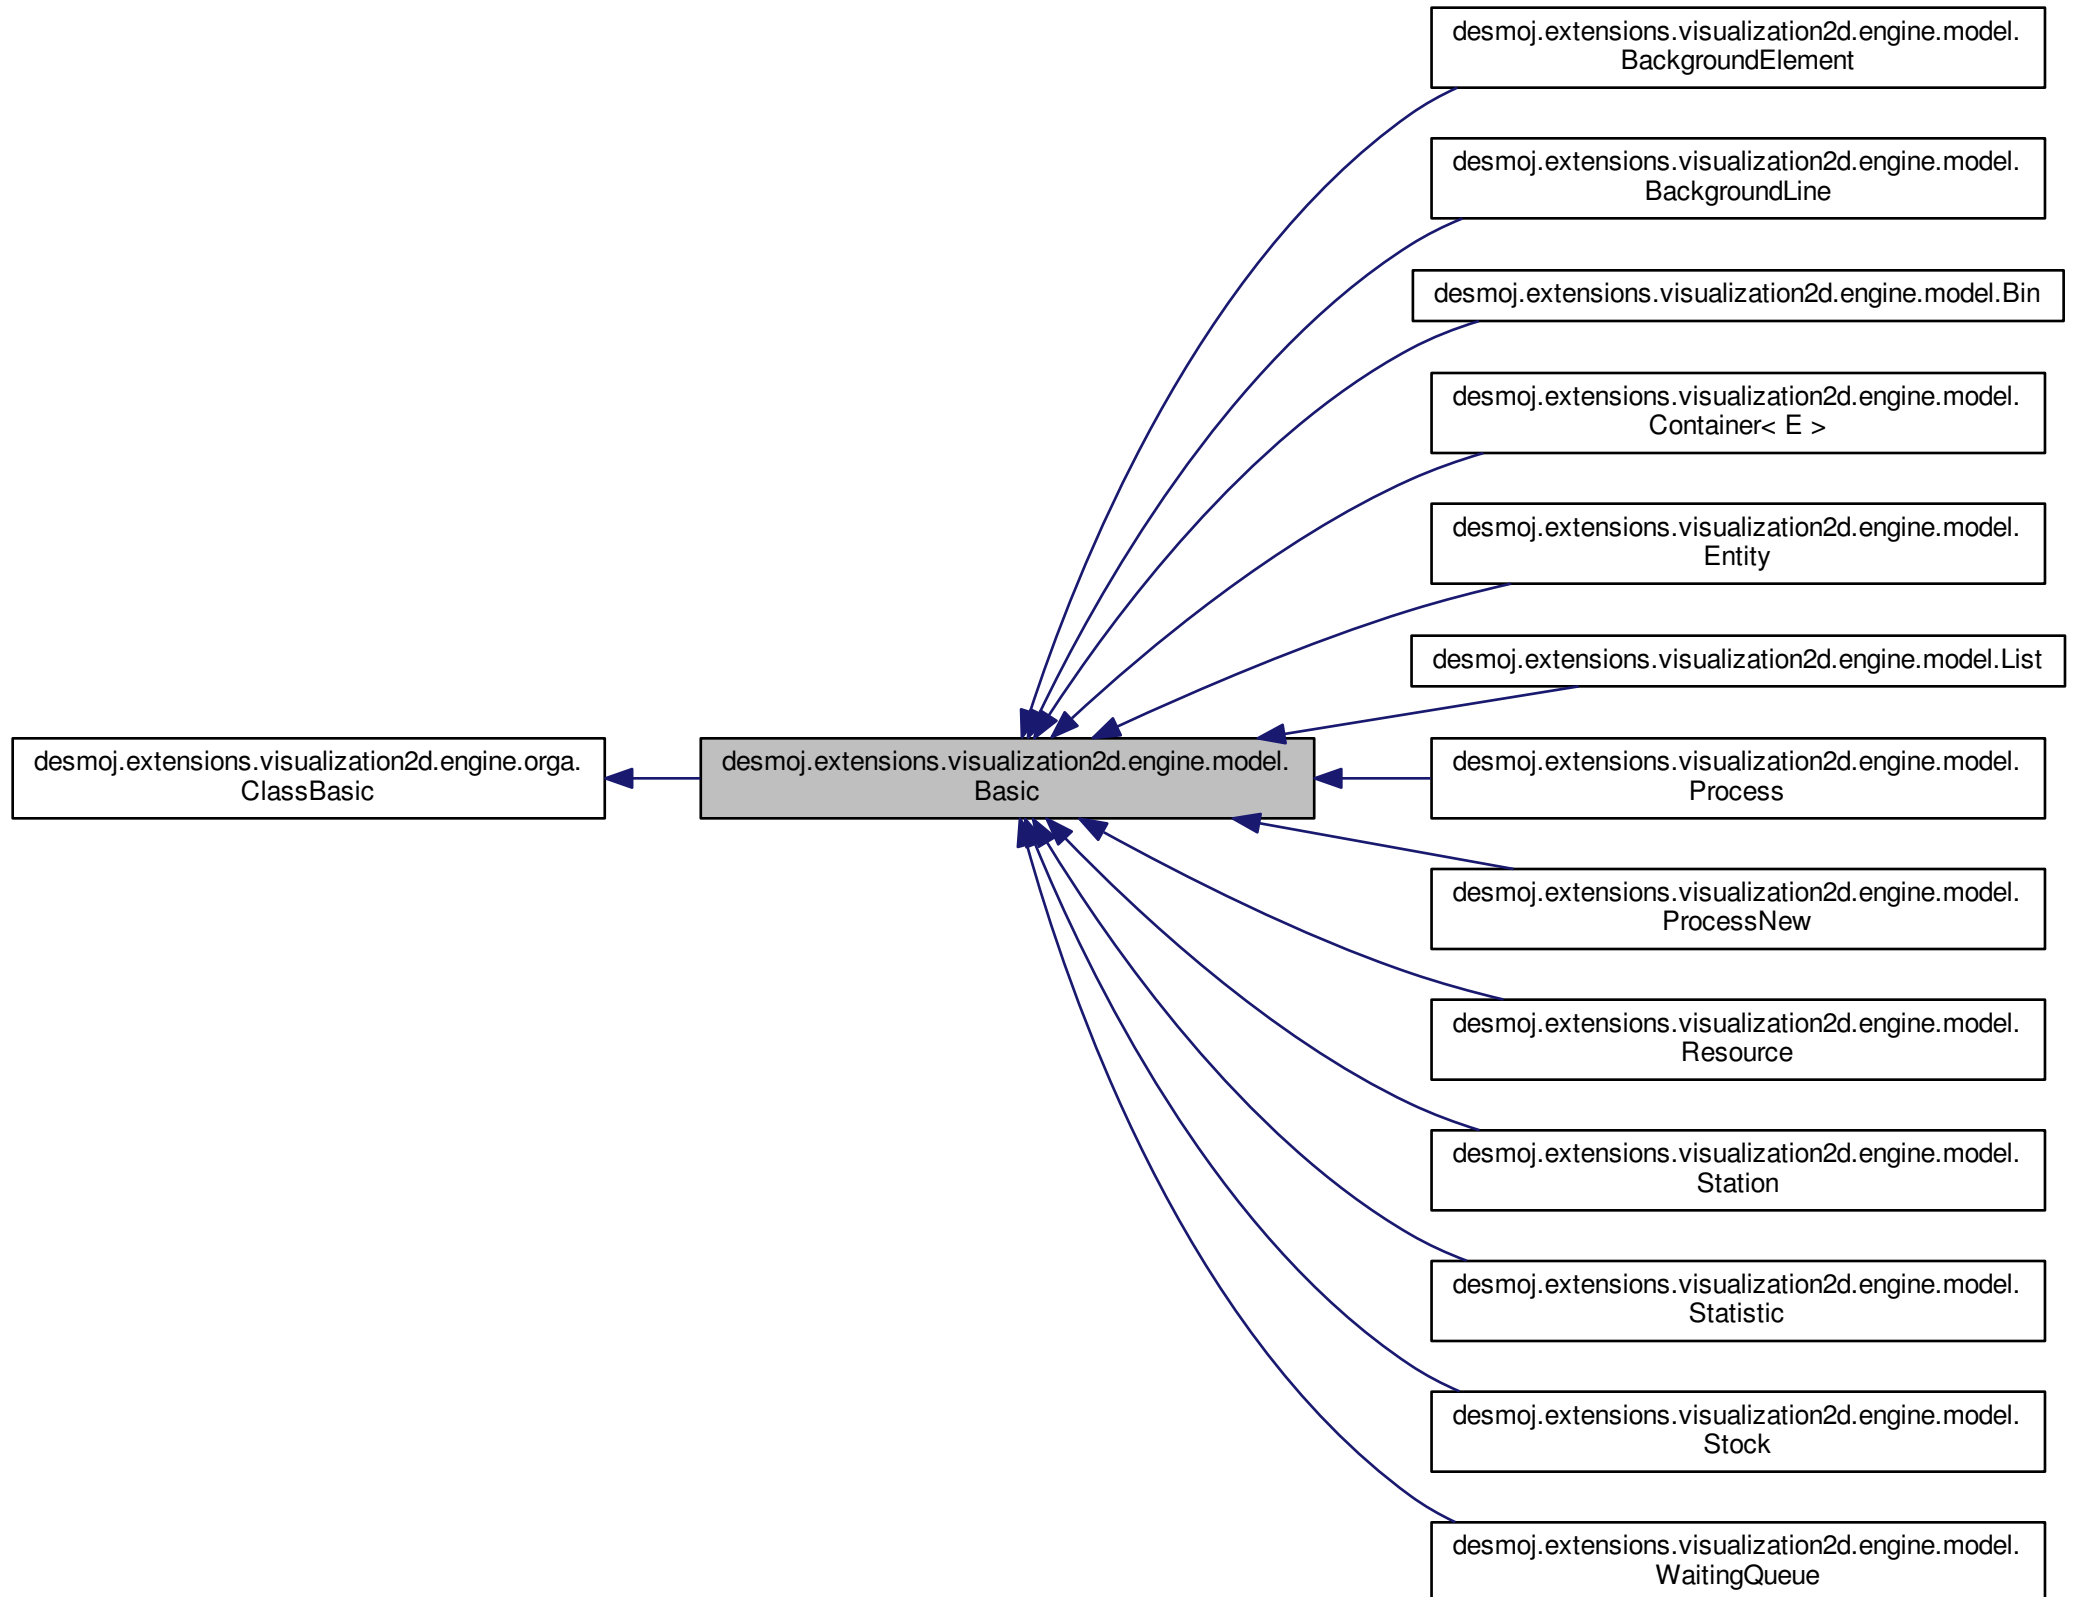 desmoj.extensions.visualization2d.engine.model.
BackgroundElement
desmoj.extensions.visualization2d.engine.model.
BackgroundLine
desmoj.extensions.visualization2d.engine.model.Bin
desmoj.extensions.visualization2d.engine.model.
Container< E >
desmoj.extensions.visualization2d.engine.model.
Entity
desmoj.extensions.visualization2d.engine.model.List
desmoj.extensions.visualization2d.engine.orga.
ClassBasic
desmoj.extensions.visualization2d.engine.model.
Basic
desmoj.extensions.visualization2d.engine.model.
Process
desmoj.extensions.visualization2d.engine.model.
ProcessNew
desmoj.extensions.visualization2d.engine.model.
Resource
desmoj.extensions.visualization2d.engine.model.
Station
desmoj.extensions.visualization2d.engine.model.
Statistic
desmoj.extensions.visualization2d.engine.model.
Stock
desmoj.extensions.visualization2d.engine.model.
WaitingQueue